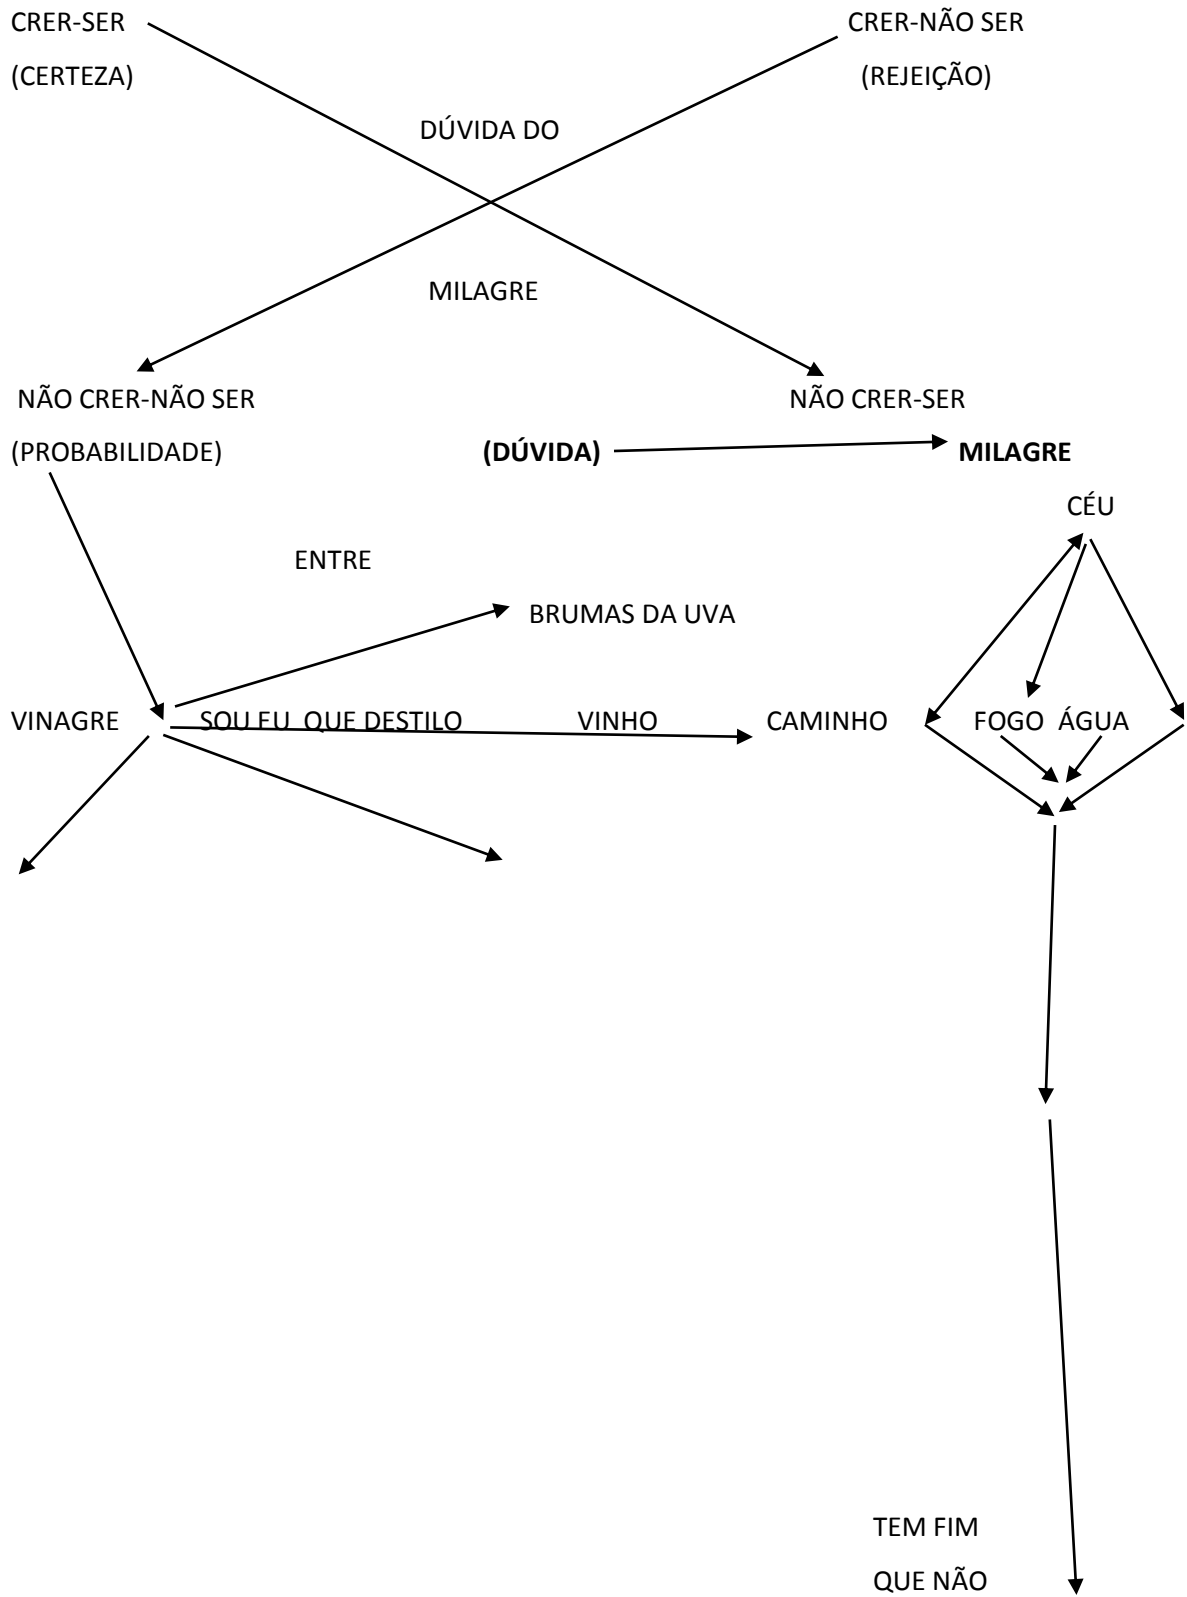 CRER-SER CRER-NÃO SER
(CERTEZA) (REJEIÇÃO)
DÚVIDA DO
MILAGRE
NÃO CRER-NÃO SER NÃO CRER-SER
(PROBABILIDADE) (DÚVIDA) MILAGRE
CÉU
ENTRE
BRUMAS DA UVA
VINAGRE SOU EU QUE DESTILO VINHO CAMINHO FOGO ÁGUA
TEM FIM
QUE NÃO